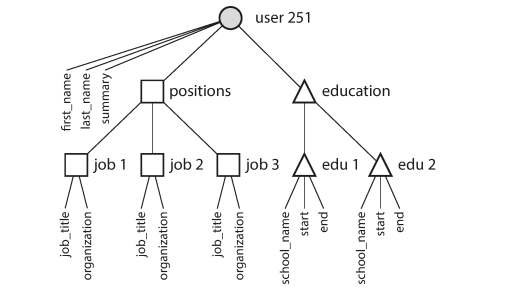 user 251
first_name
last_name
summary
positions
education
job 1
job 2
job 3
edu 1
edu 2
job_title
organization
job_title
organization
job_title
organization
school_name
start
end
school_name
start
end